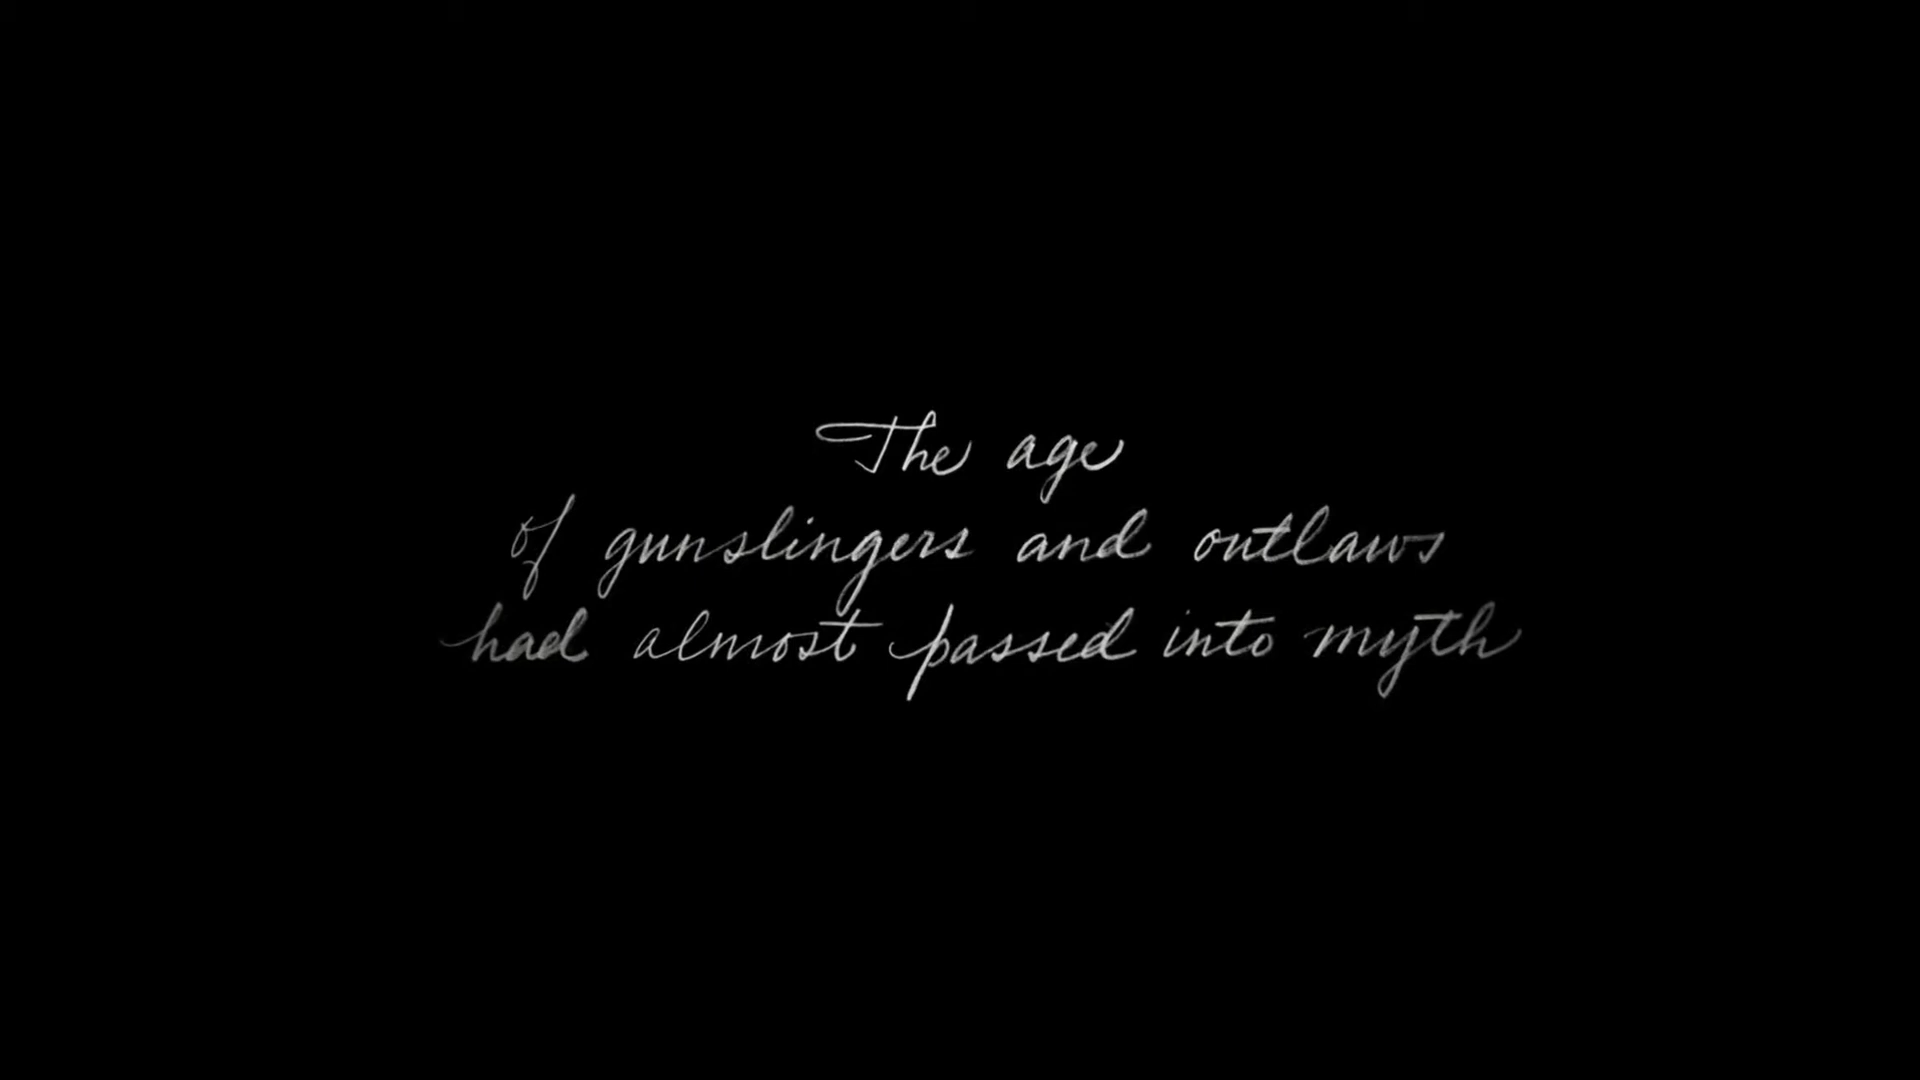 The age
of gunslingers and outlaws
had almost passed into myth